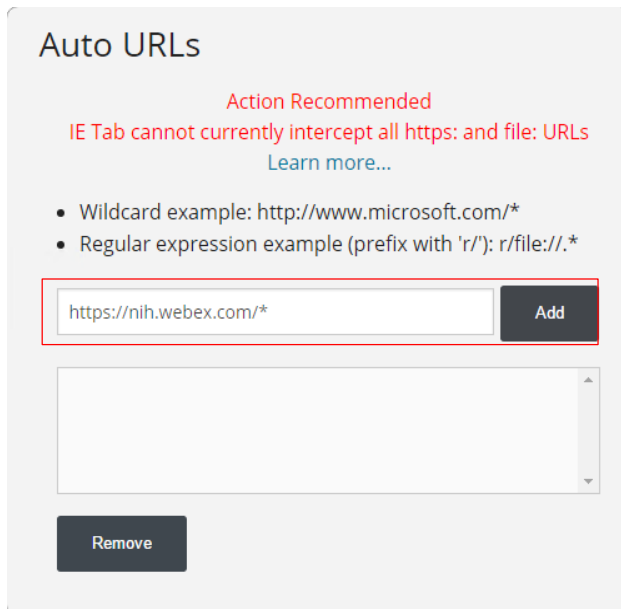 Auto URLs
Action Recommended
IE Tab cannot currently intercept all https: and file: URLs
Learn more...
• Wildcard example: http://www.microsoft.com/*
• Regular expression example (prefix with 'r/'): r/file://.*
https://nih.webex.com/*
Add
Remove